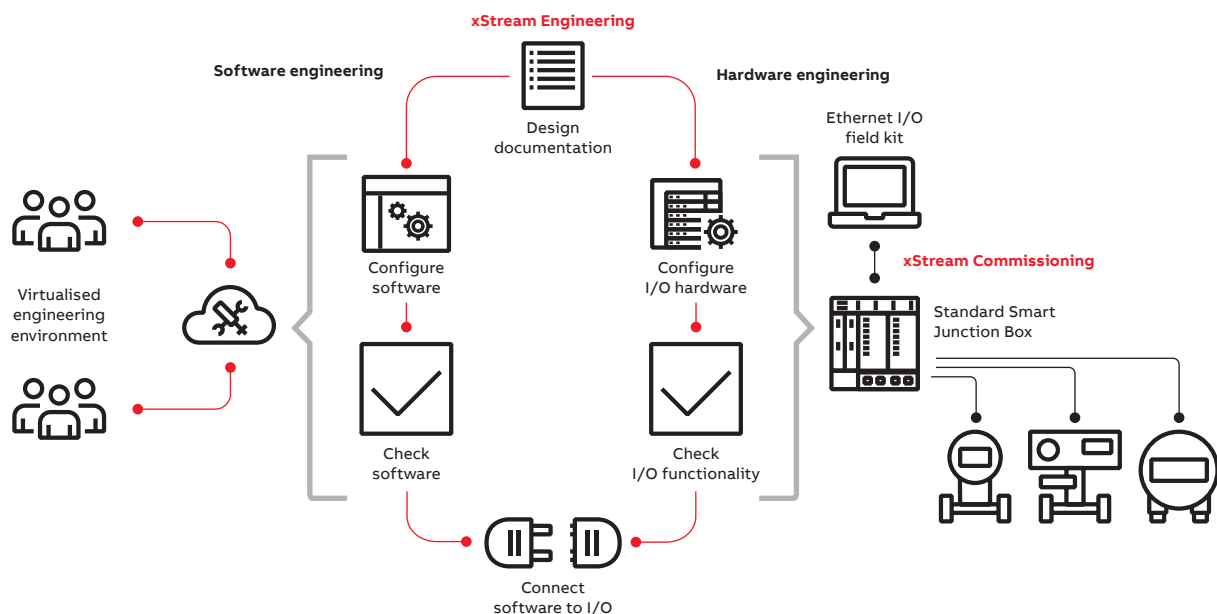 xStream Engineering
Software engineering
Hardware engineering
Design
documentation
Ethernet I/O
field kit
Configure
software
Configure
I/O hardware
xStream Commissioning
Virtualised
engineering
environment
Standard Smart
Junction Box
Check
software
Check
I/O functionality
Connect
software to I/O